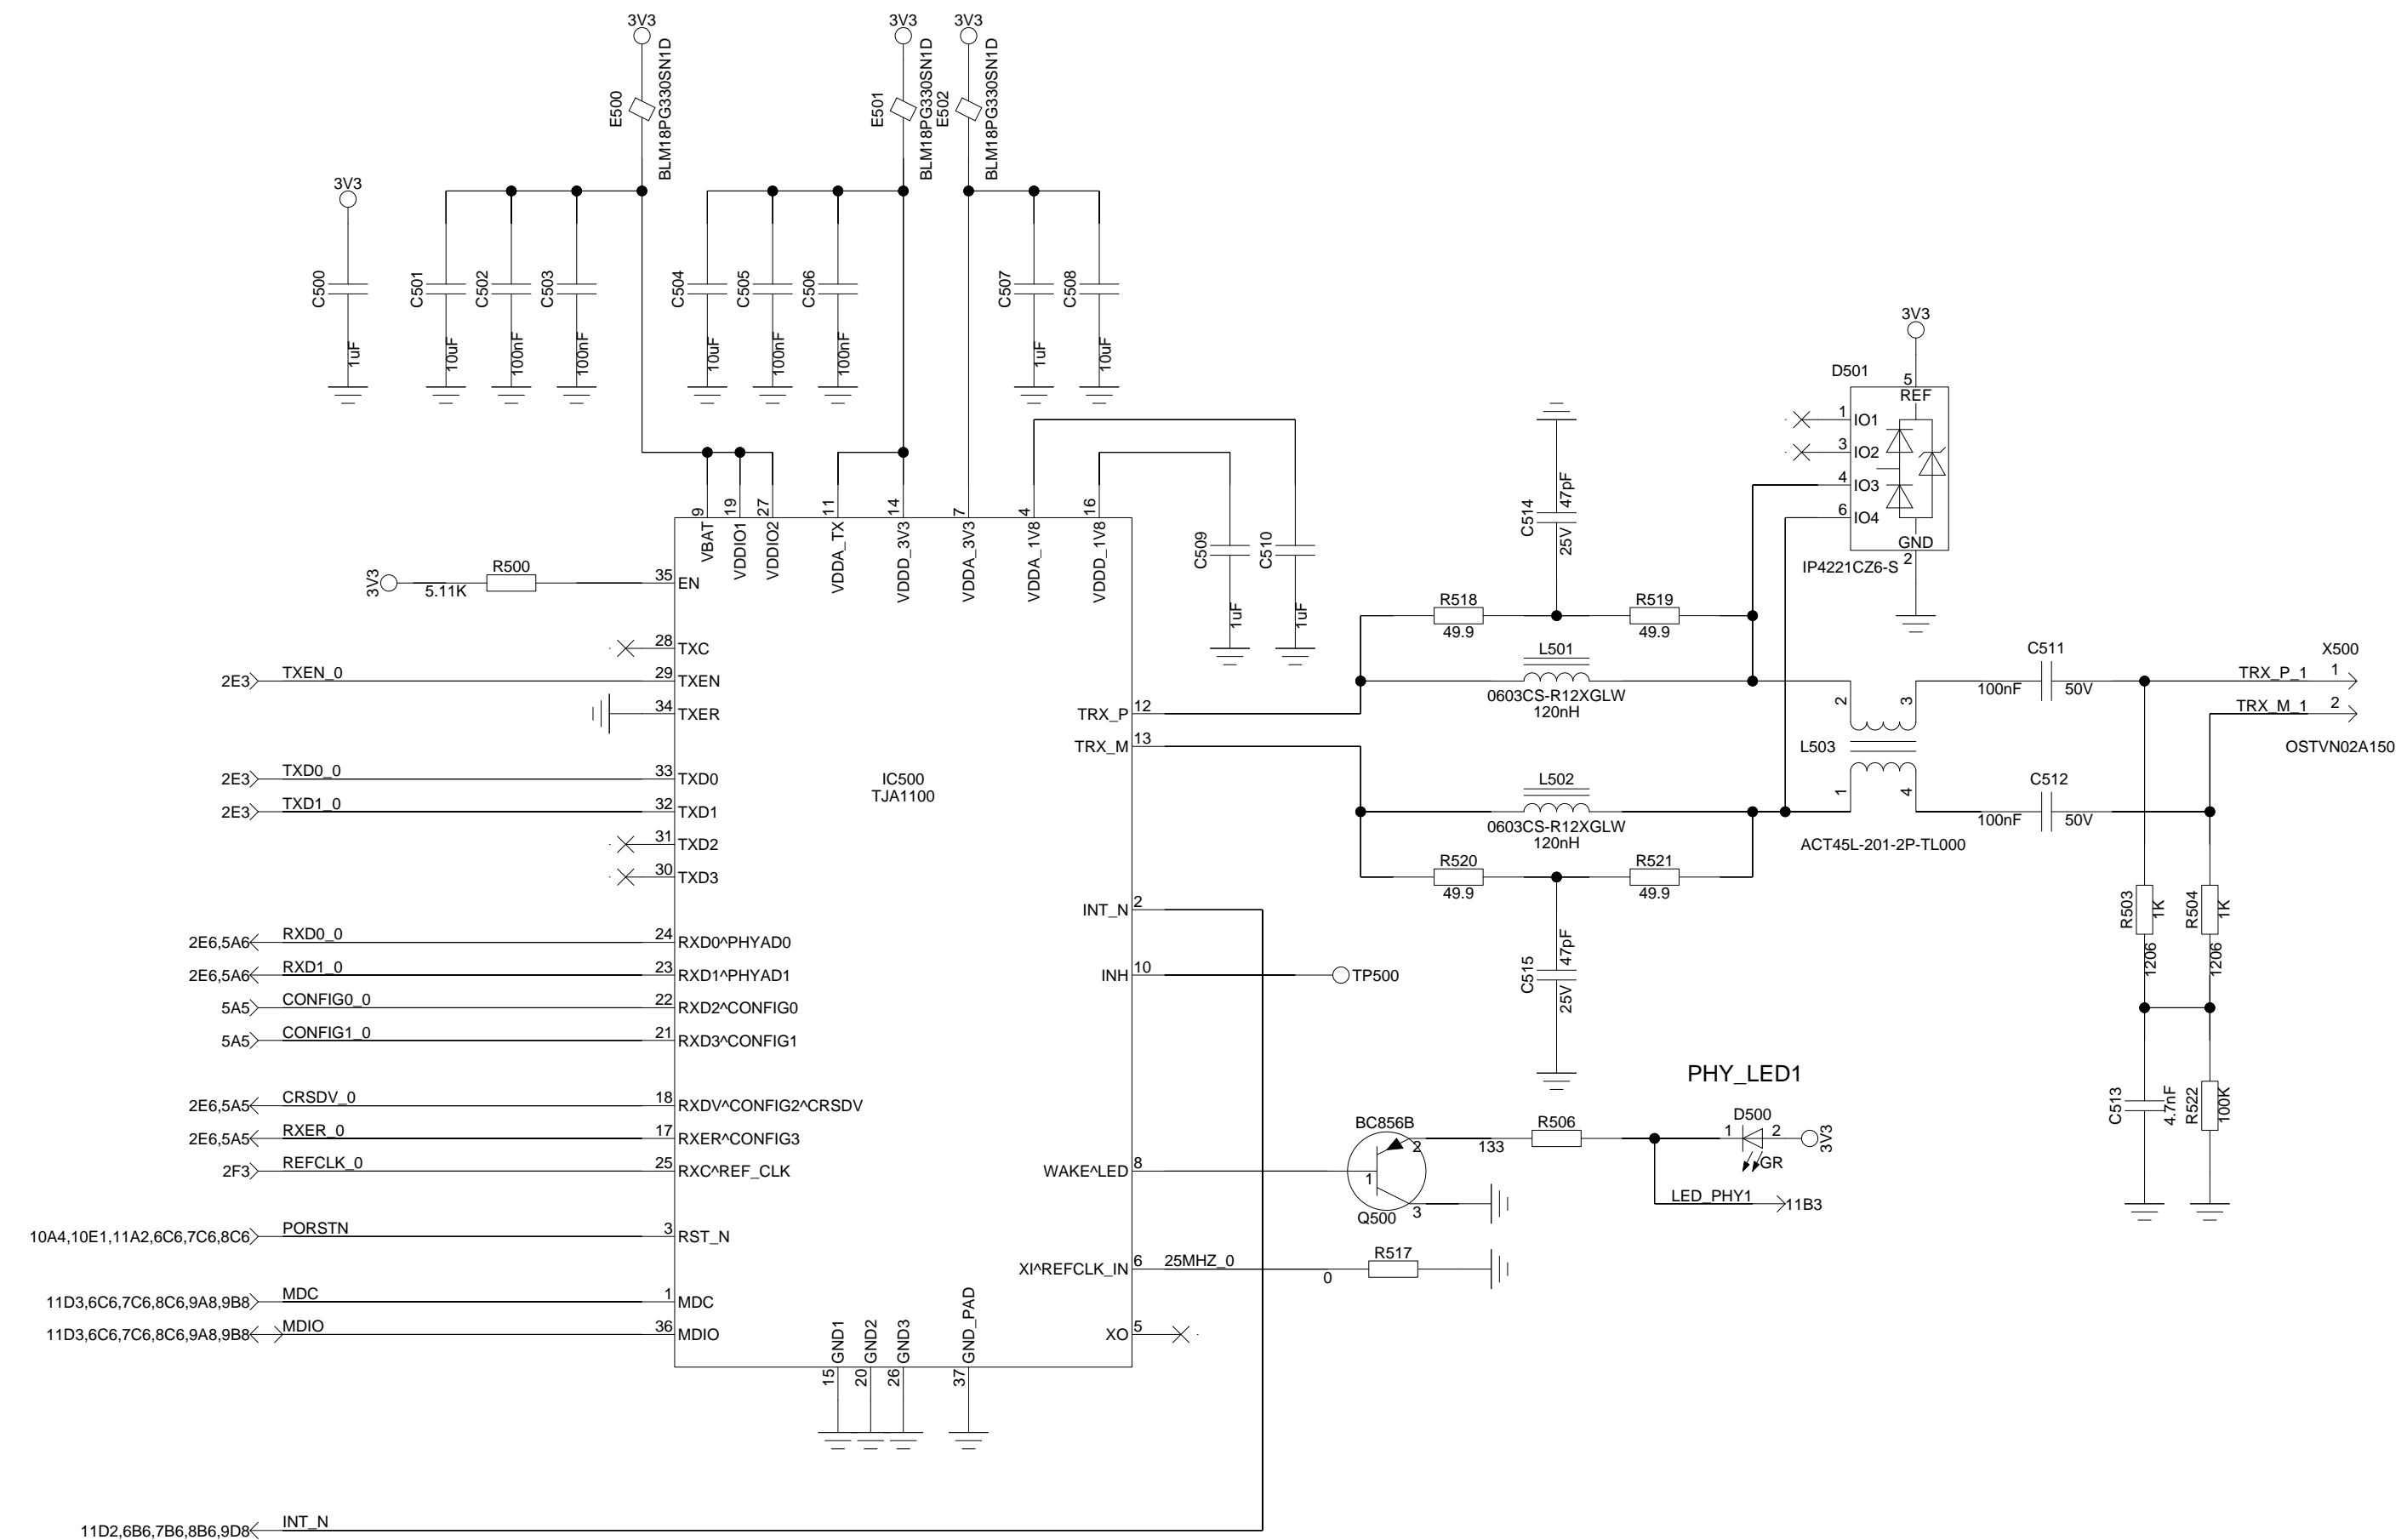 3V3
3V3
3V3
E500
BLM18PG330SN1D
E501
BLM18PG330SN1D
E502
BLM18PG330SN1D
3V3
C500
1uF
C501
10uF
C502
100nF
C503
100nF
C504
10uF
C505
100nF
C506
100nF
C507
1uF
C508
10uF
9
19
27
11
14
7
4
16
VBAT
VDDIO1
VDDIO2
VDDA_TX
VDDD_3V3
VDDA_3V3
VDDA_1V8
VDDD_1V8
C509
1uF
C510
1uF
3V3
5.11K
R500
35 EN
28 TXC
2E3 TXEN_0 29 TXEN
34 TXER
2E3 TXD0_0 33 TXD0
2E3 TXD1_0 32 TXD1
31 TXD2
30 TXD3
2E6,5A6 RXD0_0 24 RXD0^PHYAD0
2E6,5A6 RXD1_0 23 RXD1^PHYAD1
5A5 CONFIG0_0 22 RXD2^CONFIG0
5A5 CONFIG1_0 21 RXD3^CONFIG1
2E6,5A5 CRSDV_0 18 RXDV^CONFIG2^CRSDV
2E6,5A5 RXER_0 17 RXER^CONFIG3
2F3 REFCLK_0 25 RXC^REF_CLK
10A4,10E1,11A2,6C6,7C6,8C6 PORSTN 3 RST_N
11D3,6C6,7C6,8C6,9A8,9B8 MDC 1 MDC
11D3,6C6,7C6,8C6,9A8,9B8 MDIO 36 MDIO
IC500
TJA1100
TRX_P 12
TRX_M 13
INT_N 2
INH 10
TP500
WAKE^LED 8
XI^REFCLK_IN 6 25MHZ_0
0
R517
XO 5
GND1
GND2
GND3
GND_PAD
15
20
26
37
11D2,6B6,7B6,8B6,9D8 INT_N
C514
47pF
25V
R518
49.9
R519
49.9
L501
0603CS-R12XGLW
120nH
L502
0603CS-R12XGLW
120nH
R520
49.9
R521
49.9
C515
47pF
25V
3V3
D501
5
REF
1 IO1
3 IO2
4 IO3
6 IO4
GND
2
IP4221CZ6-S
2
3
L503
1
4
ACT45L-201-2P-TL000
C511
100nF
50V
C512
100nF
50V
X500
TRX_P_1 1
TRX_M_1 2
OSTVN02A150
R503
1K
1206
R504
1K
1206
C513
4.7nF
R522
100K
PHY_LED1
BC856B
1
2
3
Q500
133
R506
D500
1
2
3V3
GR
LED_PHY1
11B3